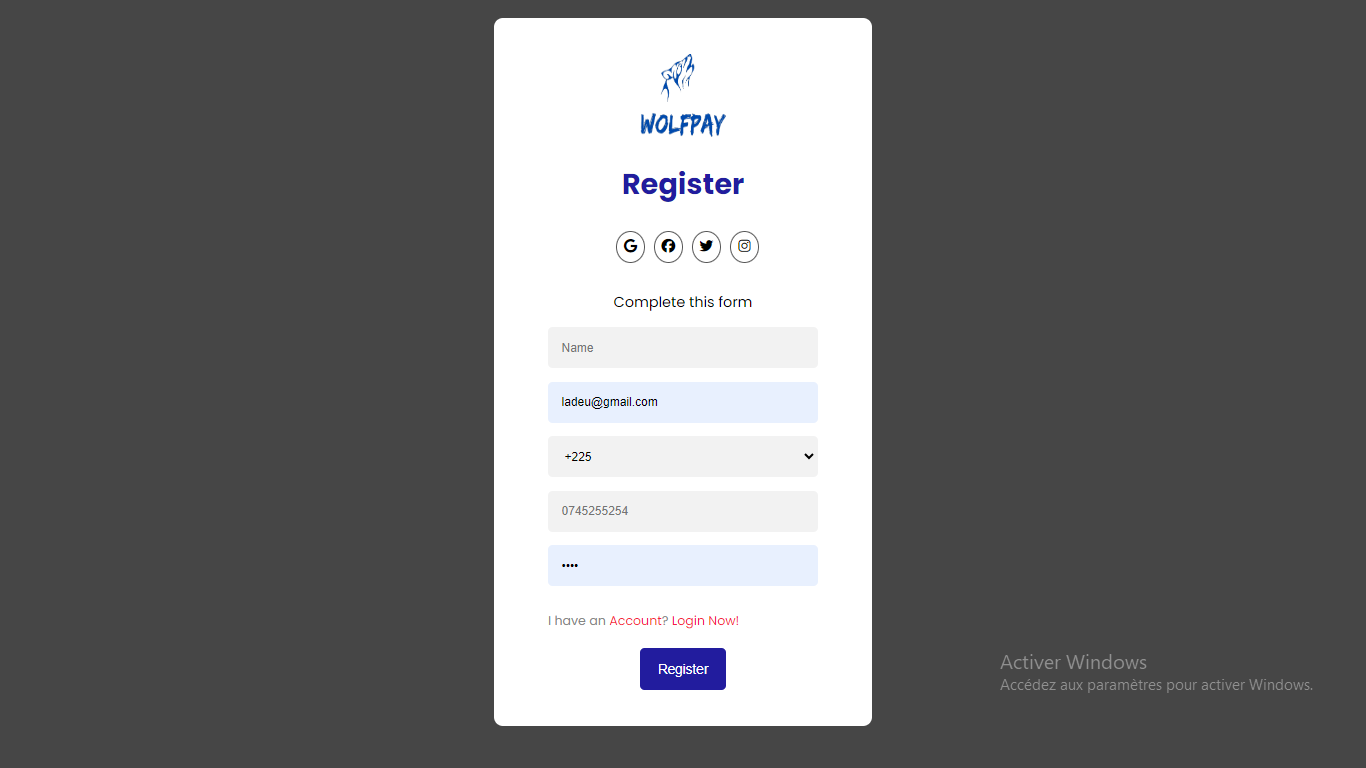 WOLFPAY
Register
Complete this form
Name
ladeu@gmail.com
+225
0745255254
••••
I have an Account? Login Now!
Register
Activer Windows
Accédez aux paramètres pour activer Windows.